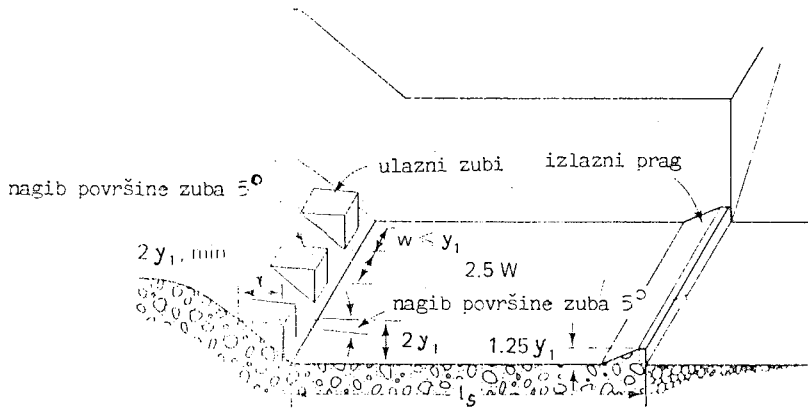 ulazni zubi
izlazni prag
nagib površine zuba 5°
w < y₁
2 y₁, min
2.5 W
nagib površine zuba 5°
2 y₁
1.25 y₁
lₛ